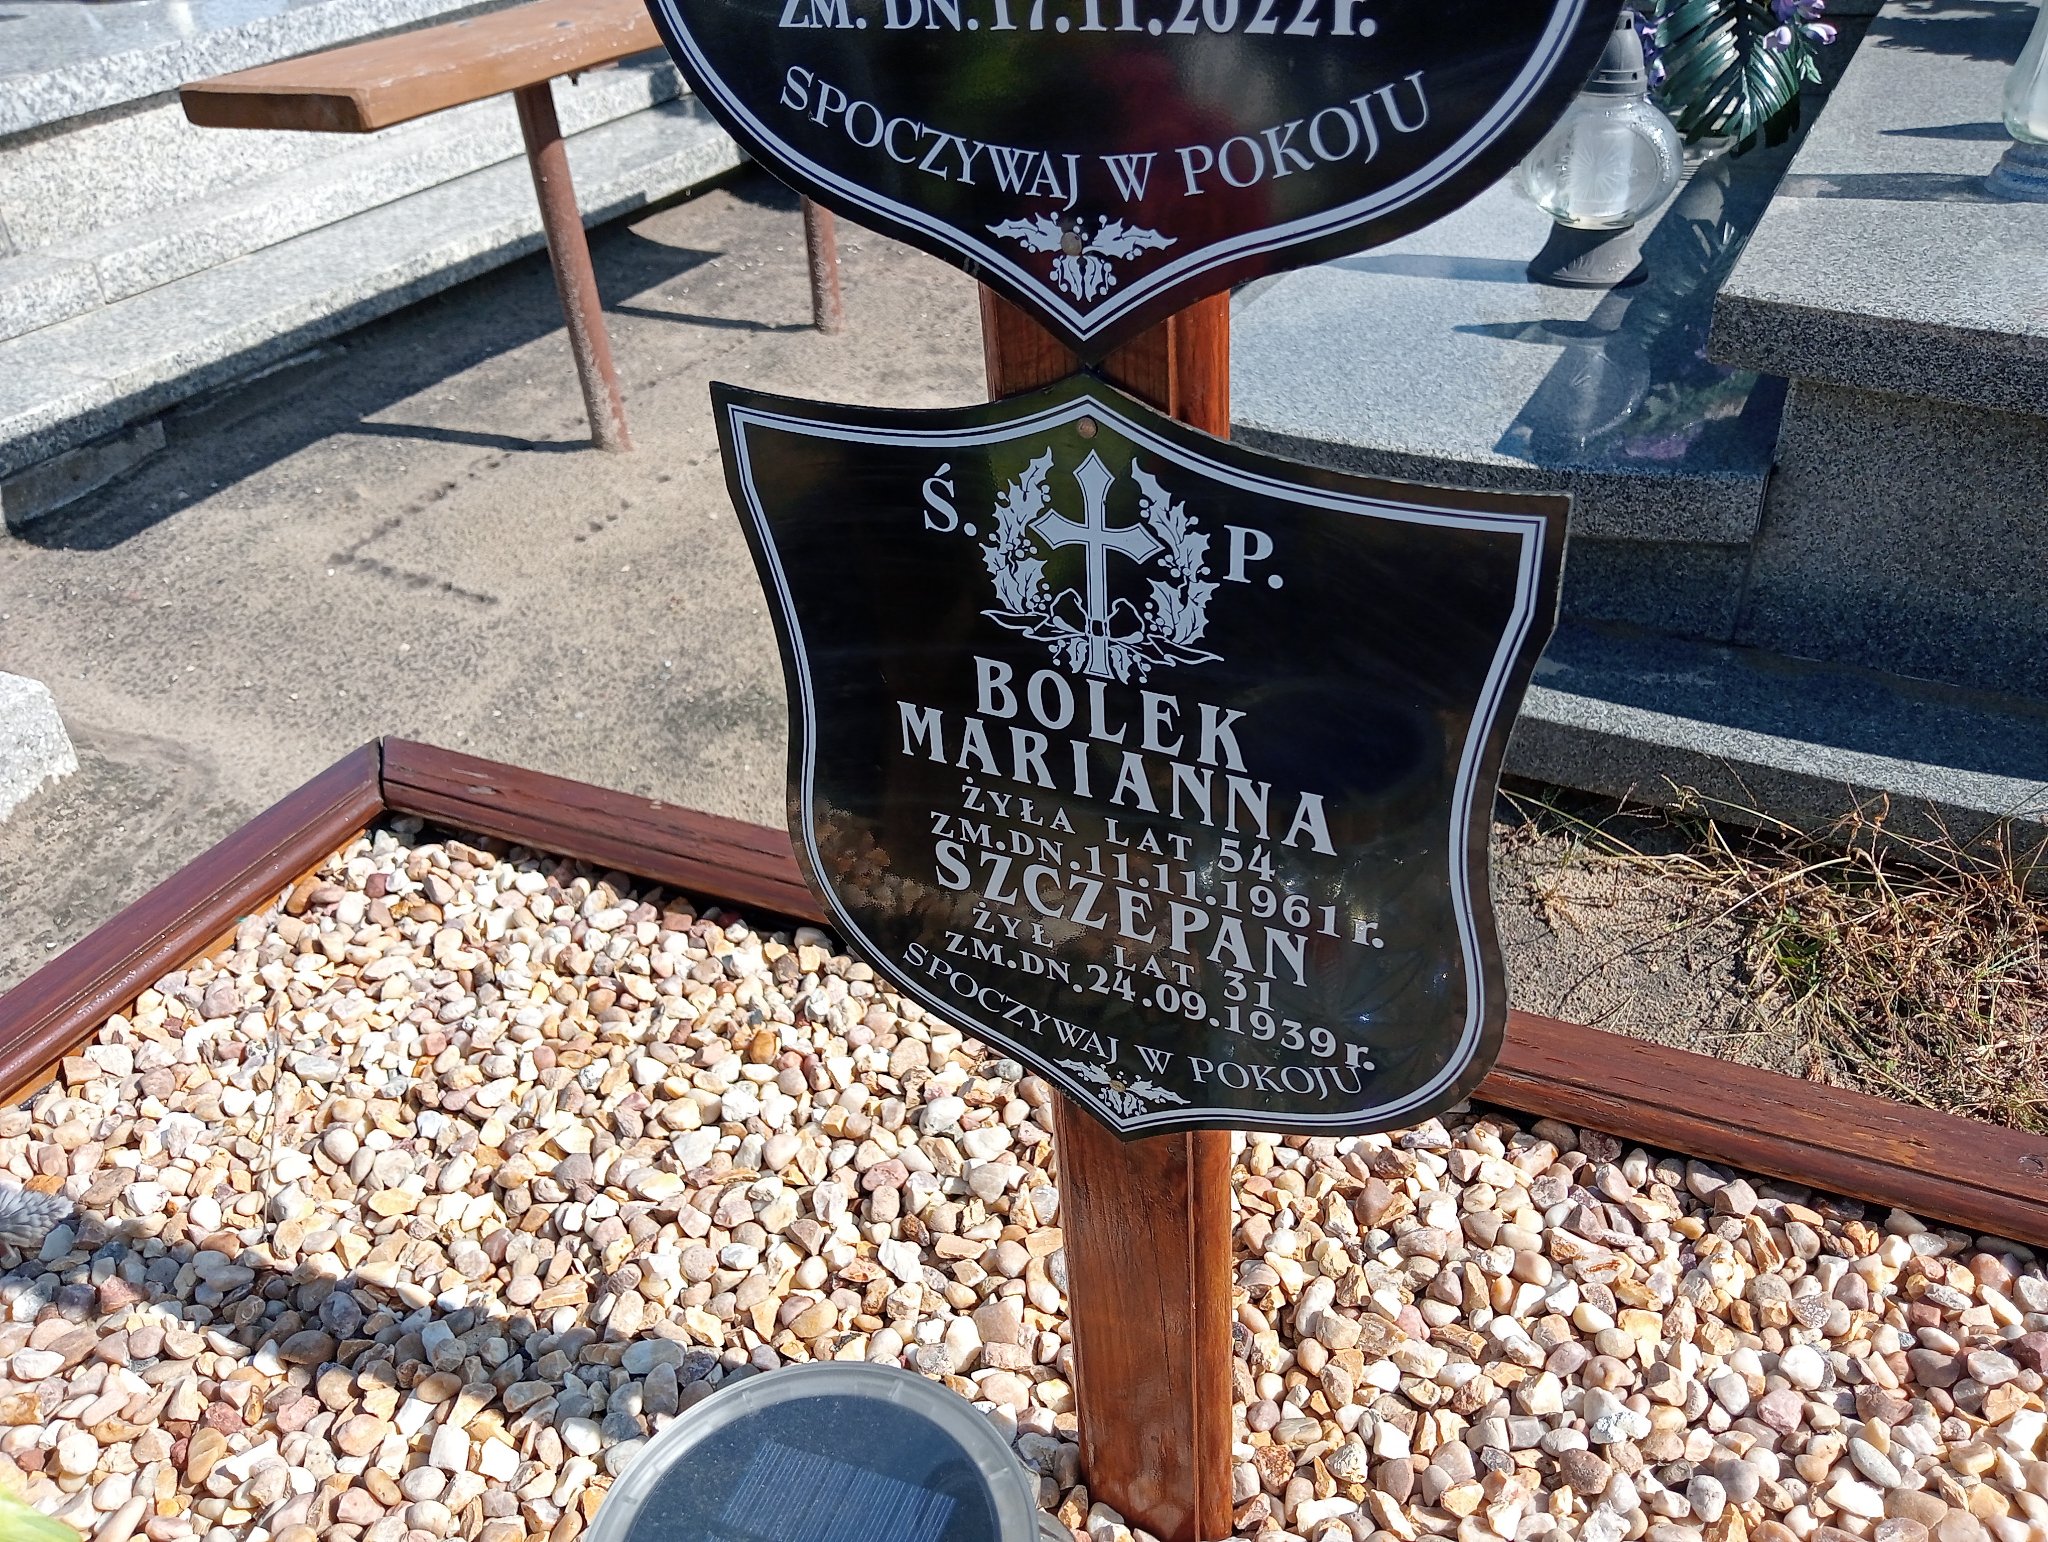 ZM. DN. 17.11.2022 r.
SPOCZYWAJ W POKOJU
Ś. P.
BOLEK
MARIANNA
ŻYŁA LAT 54
ZM.DN.11.11.1961 r.
SZCZEPAN
ŻYŁ LAT 31
ZM.DN.24.09.1939 r.
SPOCZYWAJ W POKOJU